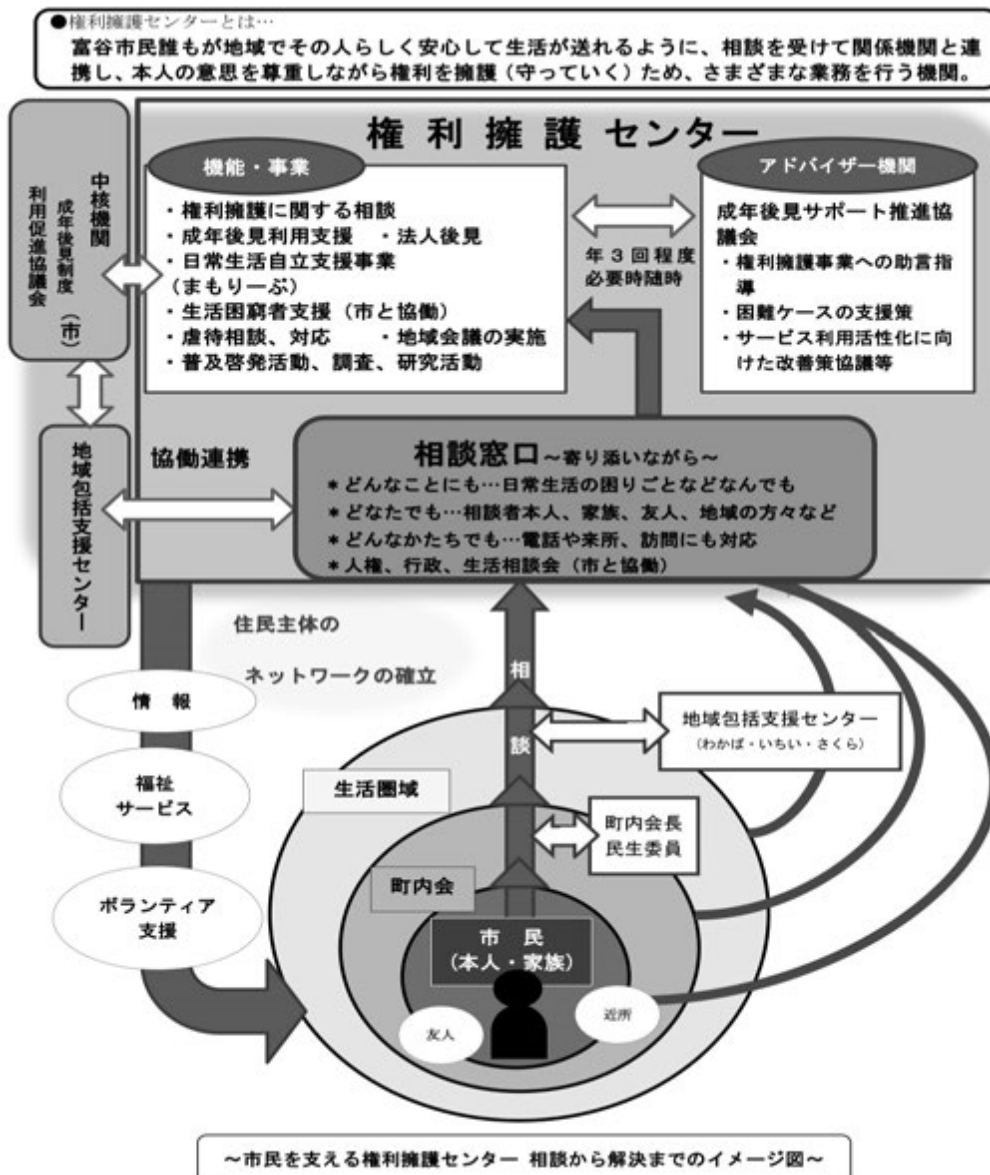 ●権利擁護センターとは…
富谷市民誰もが地域でその人らしく安心して生活が送れるように、相談を受けて関係機関と連
携し、本人の意思を尊重しながら権利を擁護（守っていく）ため、さまざまな業務を行う機関。
権利擁護センター
中核機関
成年後見制度（市）
利用促進協議会
機能・事業
・権利擁護に関する相談
・成年後見利用支援　・法人後見
・日常生活自立支援事業
（まもりーぶ）
・生活困窮者支援（市と協働）
・虐待相談、対応　・地域会議の実施
・普及啓発活動、調査、研究活動
年３回程度
必要時随時
アドバイザー機関
成年後見サポート推進協
議会
・権利擁護事業への助言指
導
・困難ケースの支援策
・サービス利用活性化に向
けた改善策協議等
地域包括支援センター
協働連携
相談窓口～寄り添いながら～
＊どんなことにも…日常生活の困りごとなどなんでも
＊どなたでも…相談者本人、家族、友人、地域の方々など
＊どんなかたちでも…電話や来所、訪問にも対応
＊人権、行政、生活相談会（市と協働）
住民主体の
ネットワークの確立
情　報
福祉
サービス
ボランティア
支援
相談
地域包括支援センター
（わかば・いちい・さくら）
生活圏域
町内会長
民生委員
町内会
市　民
（本人・家族）
友人
近所
～市民を支える権利擁護センター 相談から解決までのイメージ図～